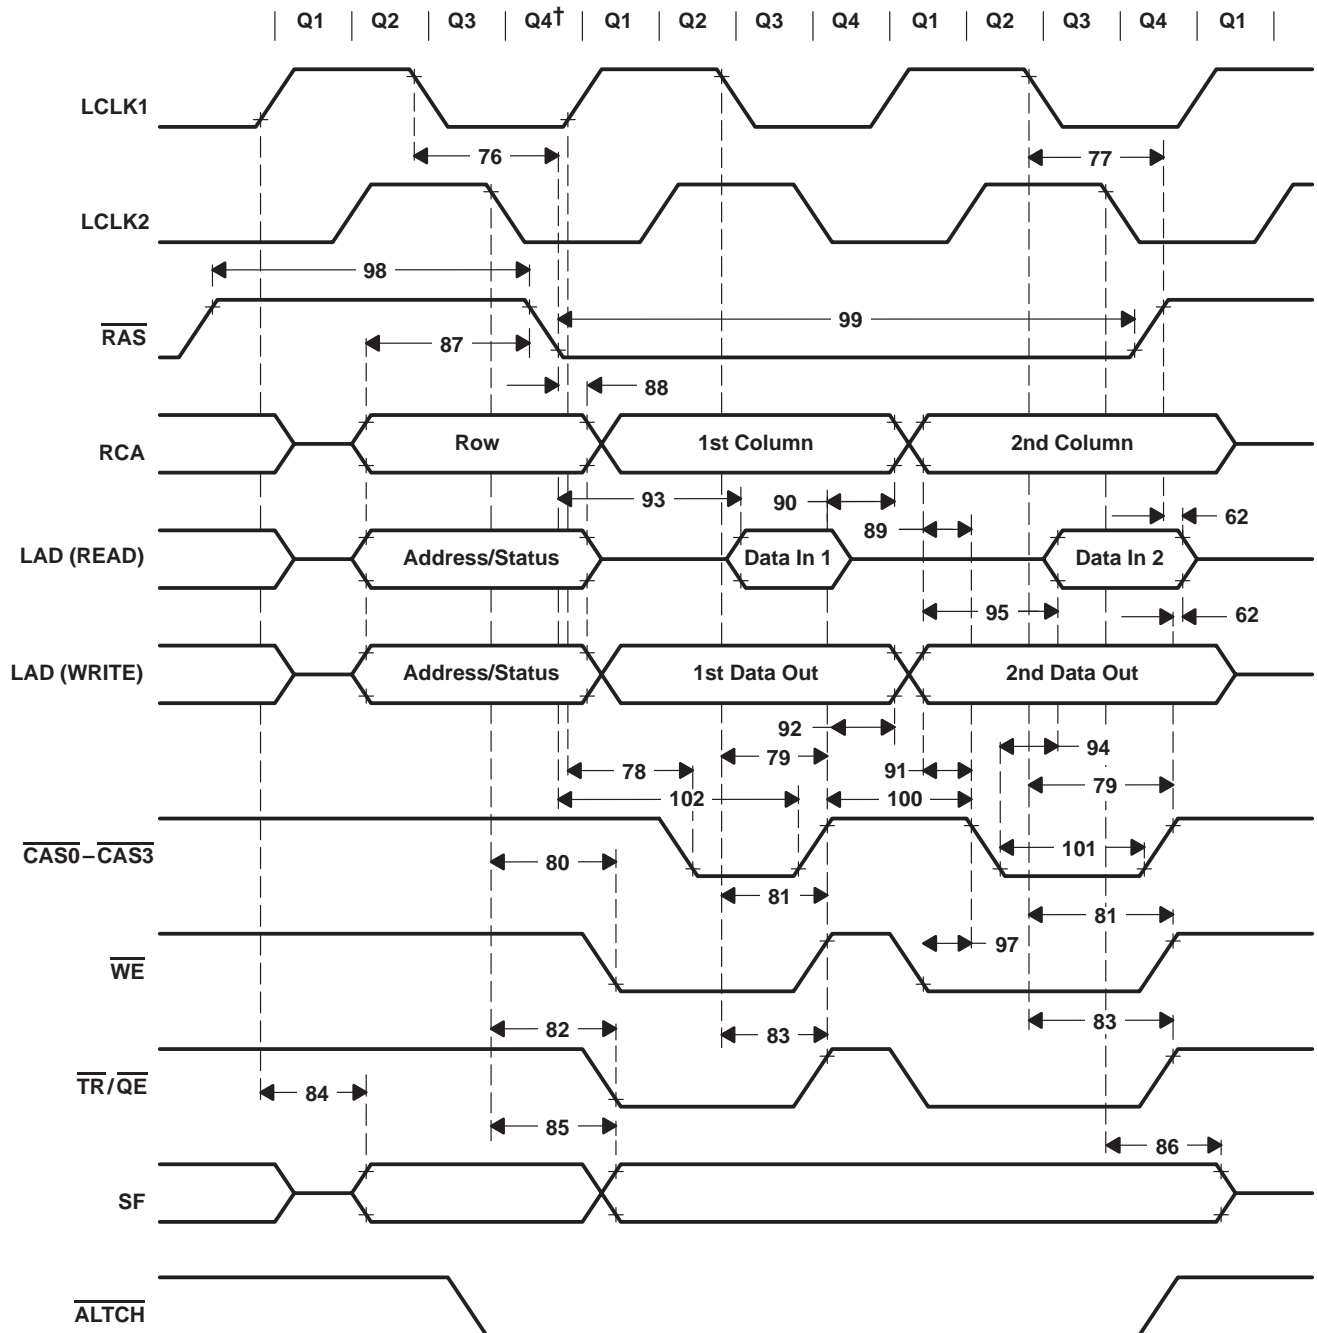 Q1 Q2 Q3 Q4† Q1 Q2 Q3 Q4 Q1 Q2 Q3 Q4 Q1
LCLK1
76 77
LCLK2
98
RAS
99
87
88
RCA Row 1st Column 2nd Column
93 90
89 62
LAD (READ) Address/Status Data In 1 Data In 2
95 62
LAD (WRITE) Address/Status 1st Data Out 2nd Data Out
92
79 94
78 91
79
102 100
CAS0–CAS3
80 101
81
81
WE 97
82 83 83
TR/QE
84
85
86
SF
ALTCH